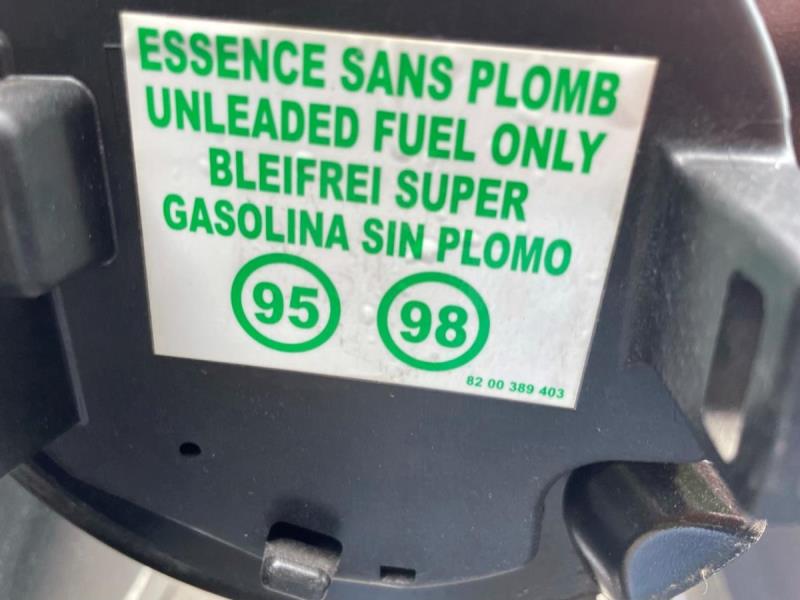 ESSENCE SANS PLOMB
UNLEADED FUEL ONLY
BLEIFREI SUPER
GASOLINA SIN PLOMO
95 98
82 00 389 403